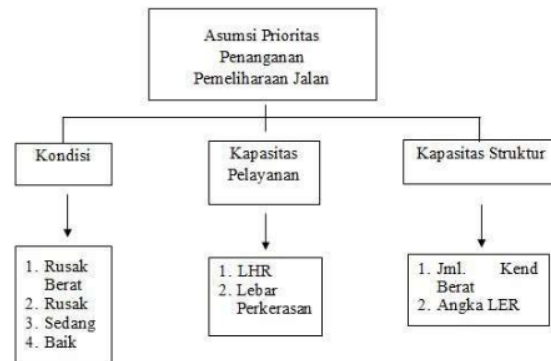 Asumsi Prioritas
Penanganan
Pemeliharaan Jalan
Kondisi
Kapasitas
Pelayanan
Kapasitas Struktur
1. Rusak
Berat
2. Rusak
3. Sedang
4. Baik
1. LHR
2. Lebar
Perkerasan
1. Jml. Kend
Berat
2. Angka LER